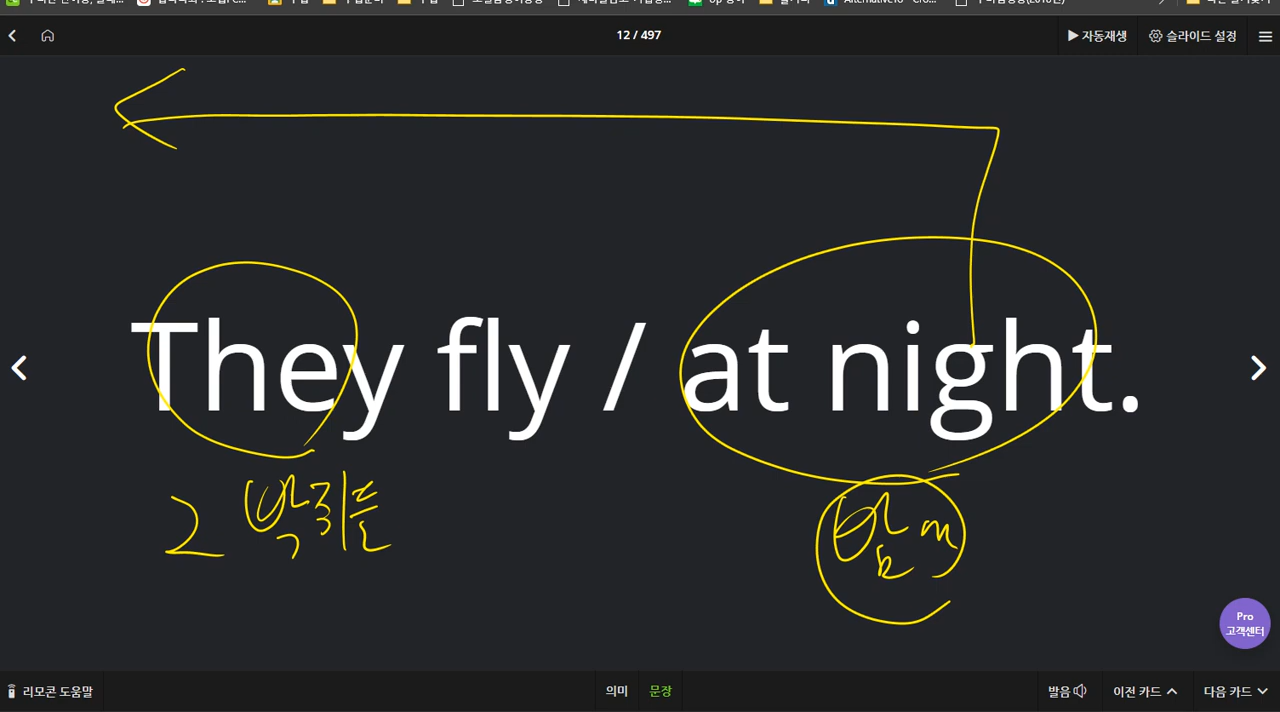 12 / 497
▶ 자동재생
슬라이드 설정
They fly / at night.
그 박쥐는
밤에
Pro
고객센터
리모콘 도움말
의미
문장
발음
이전 카드
다음 카드